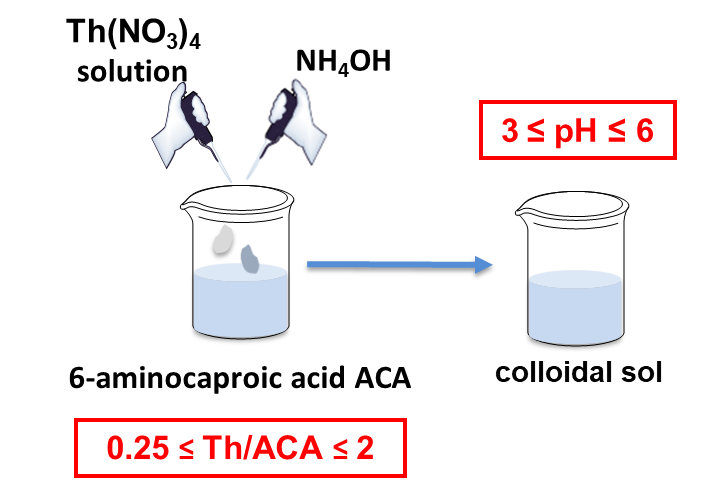 Th(NO₃)₄
solution
NH₄OH
3 ≤ pH ≤ 6
6-aminocaproic acid ACA
colloidal sol
0.25 ≤ Th/ACA ≤ 2